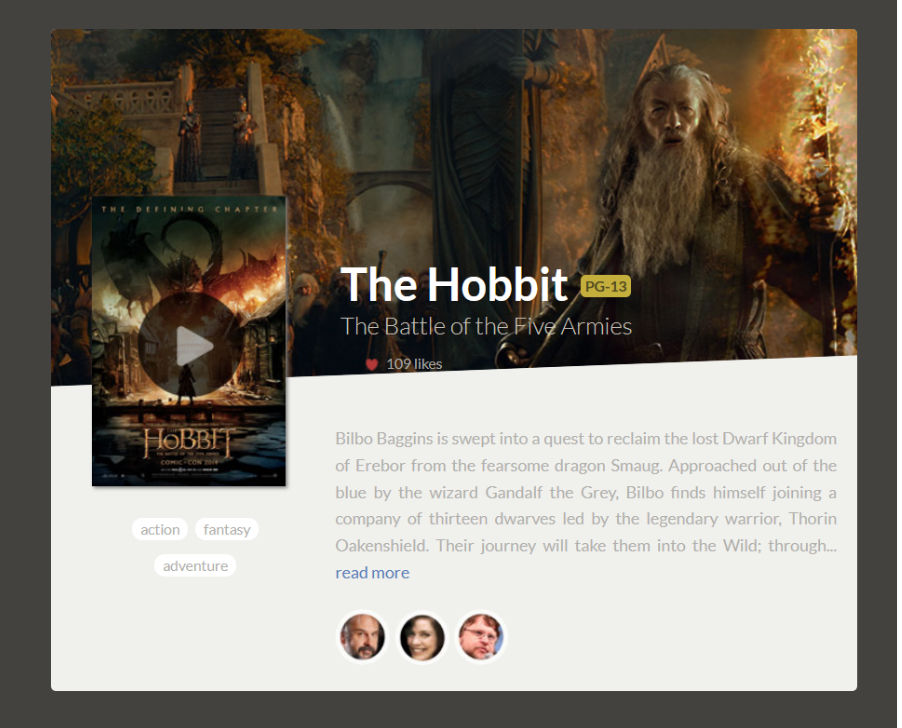 THE DEFINING CHAPTER
The Hobbit PG-13
The Battle of the Five Armies
109 likes
THE HOBBIT
THE BATTLE OF THE FIVE ARMIES
COMIC-CON 2014
action fantasy
adventure
Bilbo Baggins is swept into a quest to reclaim the lost Dwarf Kingdom
of Erebor from the fearsome dragon Smaug. Approached out of the
blue by the wizard Gandalf the Grey, Bilbo finds himself joining a
company of thirteen dwarves led by the legendary warrior, Thorin
Oakenshield. Their journey will take them into the Wild; through...
read more